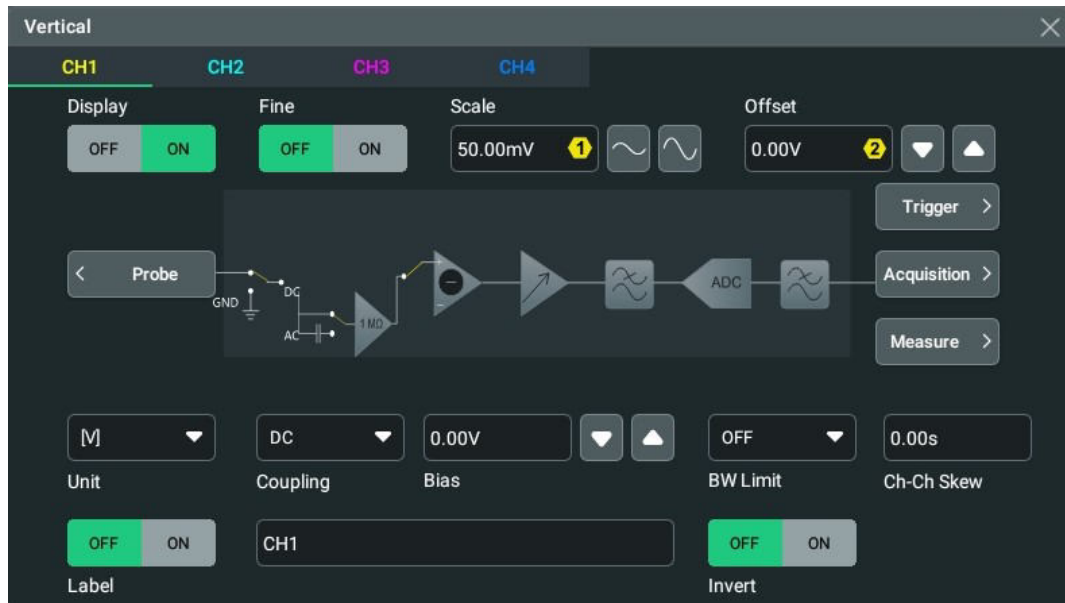 Vertical
CH1 CH2 CH3 CH4
Display Fine Scale Offset
OFF ON OFF ON 50.00mV 1 0.00V 2
Trigger >
< Probe DC ADC Acquisition >
GND
1 MΩ
AC
Measure >
[V] DC 0.00V OFF 0.00s
Unit Coupling Bias BW Limit Ch-Ch Skew
OFF ON CH1 OFF ON
Label Invert